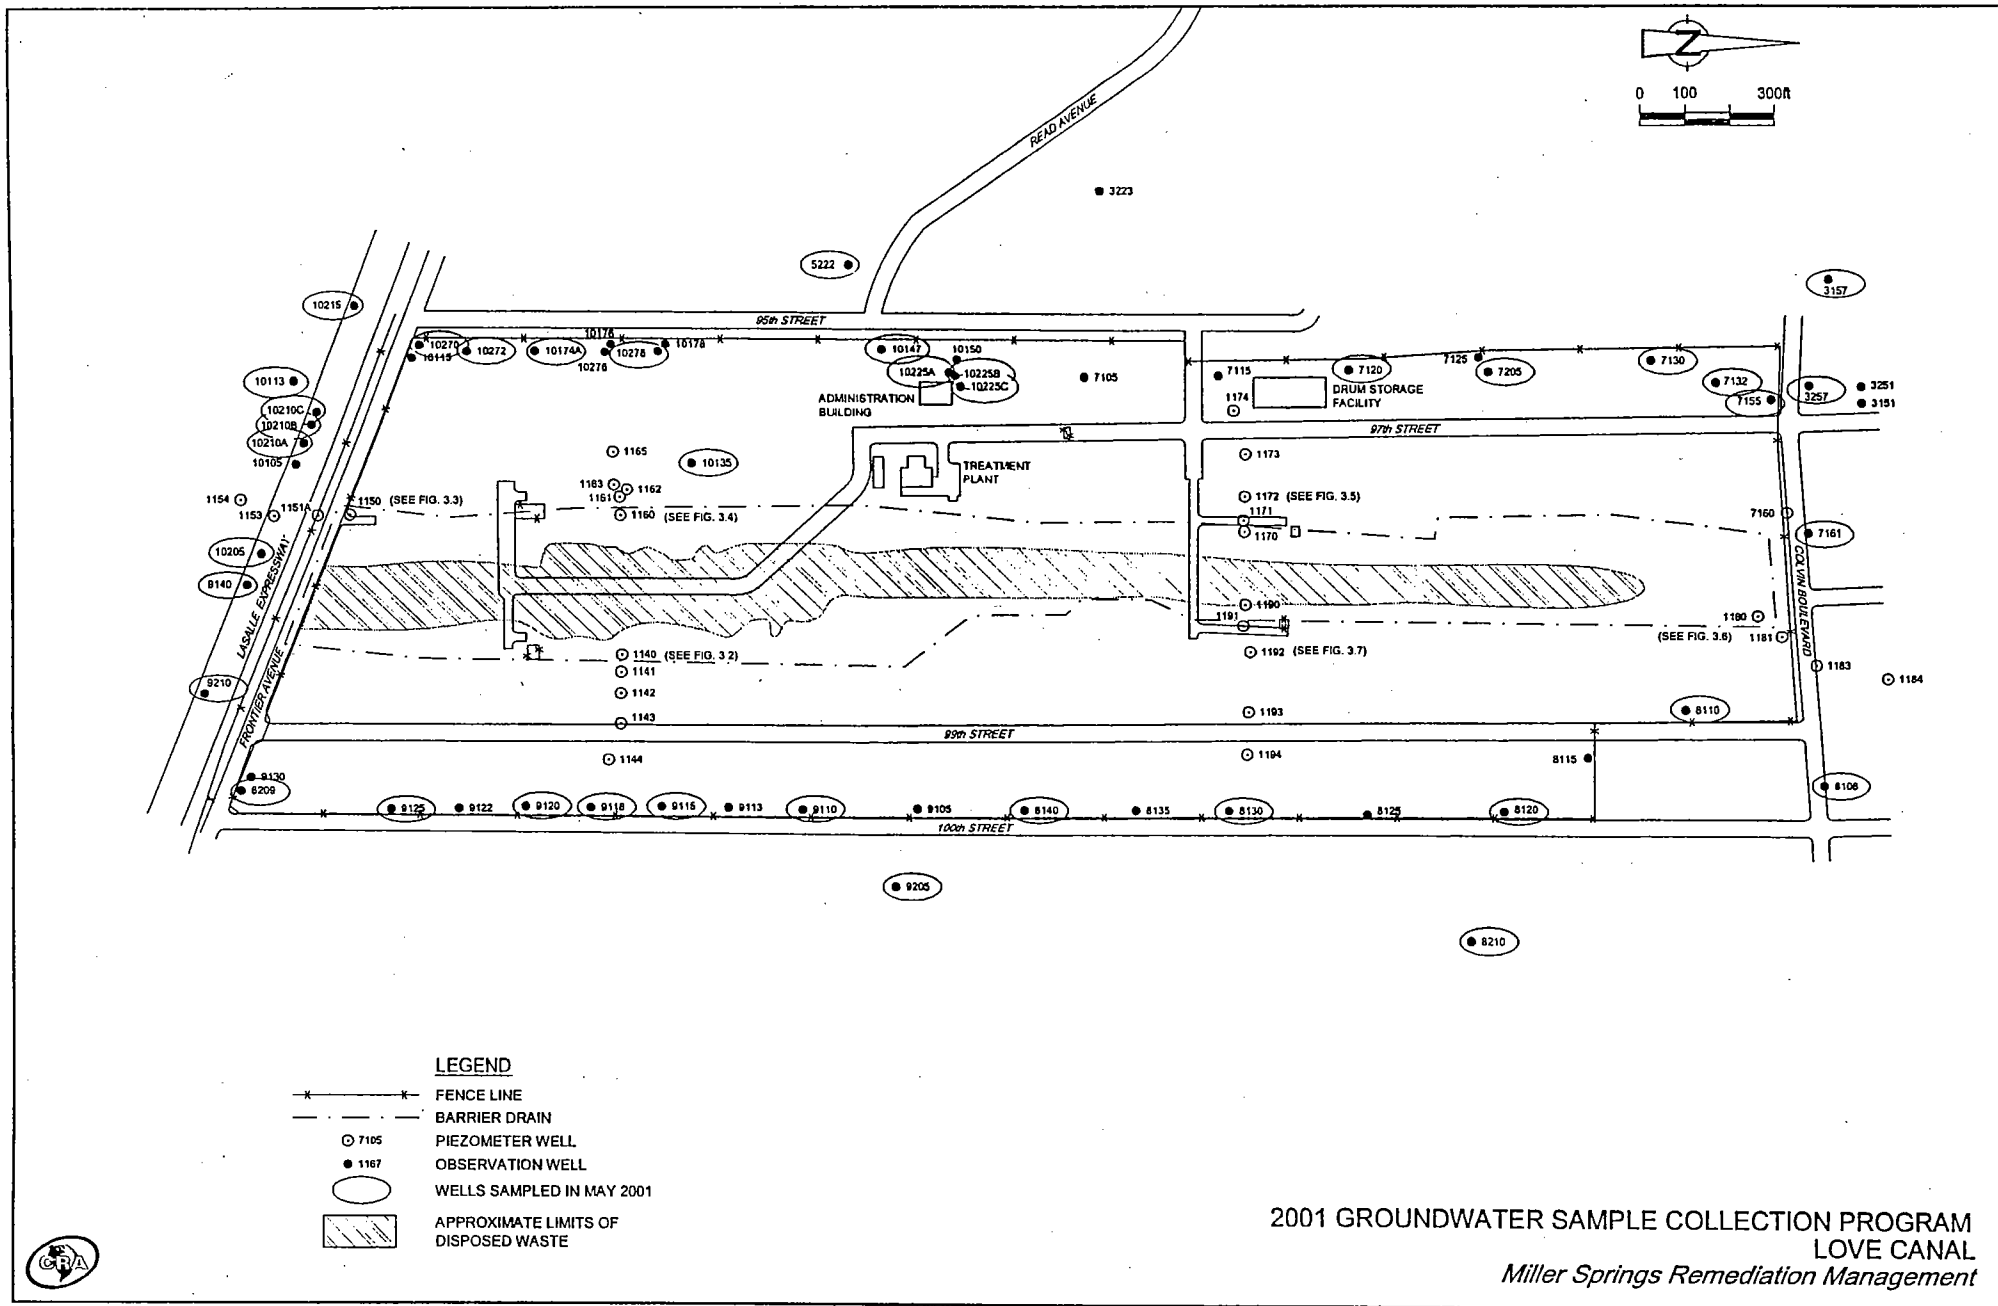 N
0 100 300ft
READ AVENUE
3223
5222
3157
10215
95th STREET
10176
10178
10270
10272
10174A
10278
10147
10150
7125
7130
10115
10276
10225A
10225B
7105
7115
7120
7205
7132
3251
10113
10225C
3257
3151
ADMINISTRATION
BUILDING
1174
DRUM STORAGE
FACILITY
7155
10210C
10210B
97th STREET
10210A
1165
10135
1173
10105
TREATMENT
PLANT
1183
1162
1161
1154
1150 (SEE FIG. 3.3)
1172 (SEE FIG. 3.5)
1151A
1153
1160 (SEE FIG. 3.4)
1171
7160
1170
7161
10205
LASALLE EXPRESSWAY
COLVIN BOULEVARD
1190
1191
1180
(SEE FIG. 3.6)
1181
1140 (SEE FIG. 3.2)
1192 (SEE FIG. 3.7)
1141
1183
1184
9210
1142
FRONTIER AVENUE
1143
1193
8110
99th STREET
1144
1194
8115
9130
9125
9122
9120
9118
9115
9113
9110
9105
8140
8135
8130
8125
8120
8106
100th STREET
9205
8210
LEGEND
FENCE LINE
BARRIER DRAIN
7105 PIEZOMETER WELL
1167 OBSERVATION WELL
WELLS SAMPLED IN MAY 2001
APPROXIMATE LIMITS OF
DISPOSED WASTE
CRA
2001 GROUNDWATER SAMPLE COLLECTION PROGRAM
LOVE CANAL
Miller Springs Remediation Management